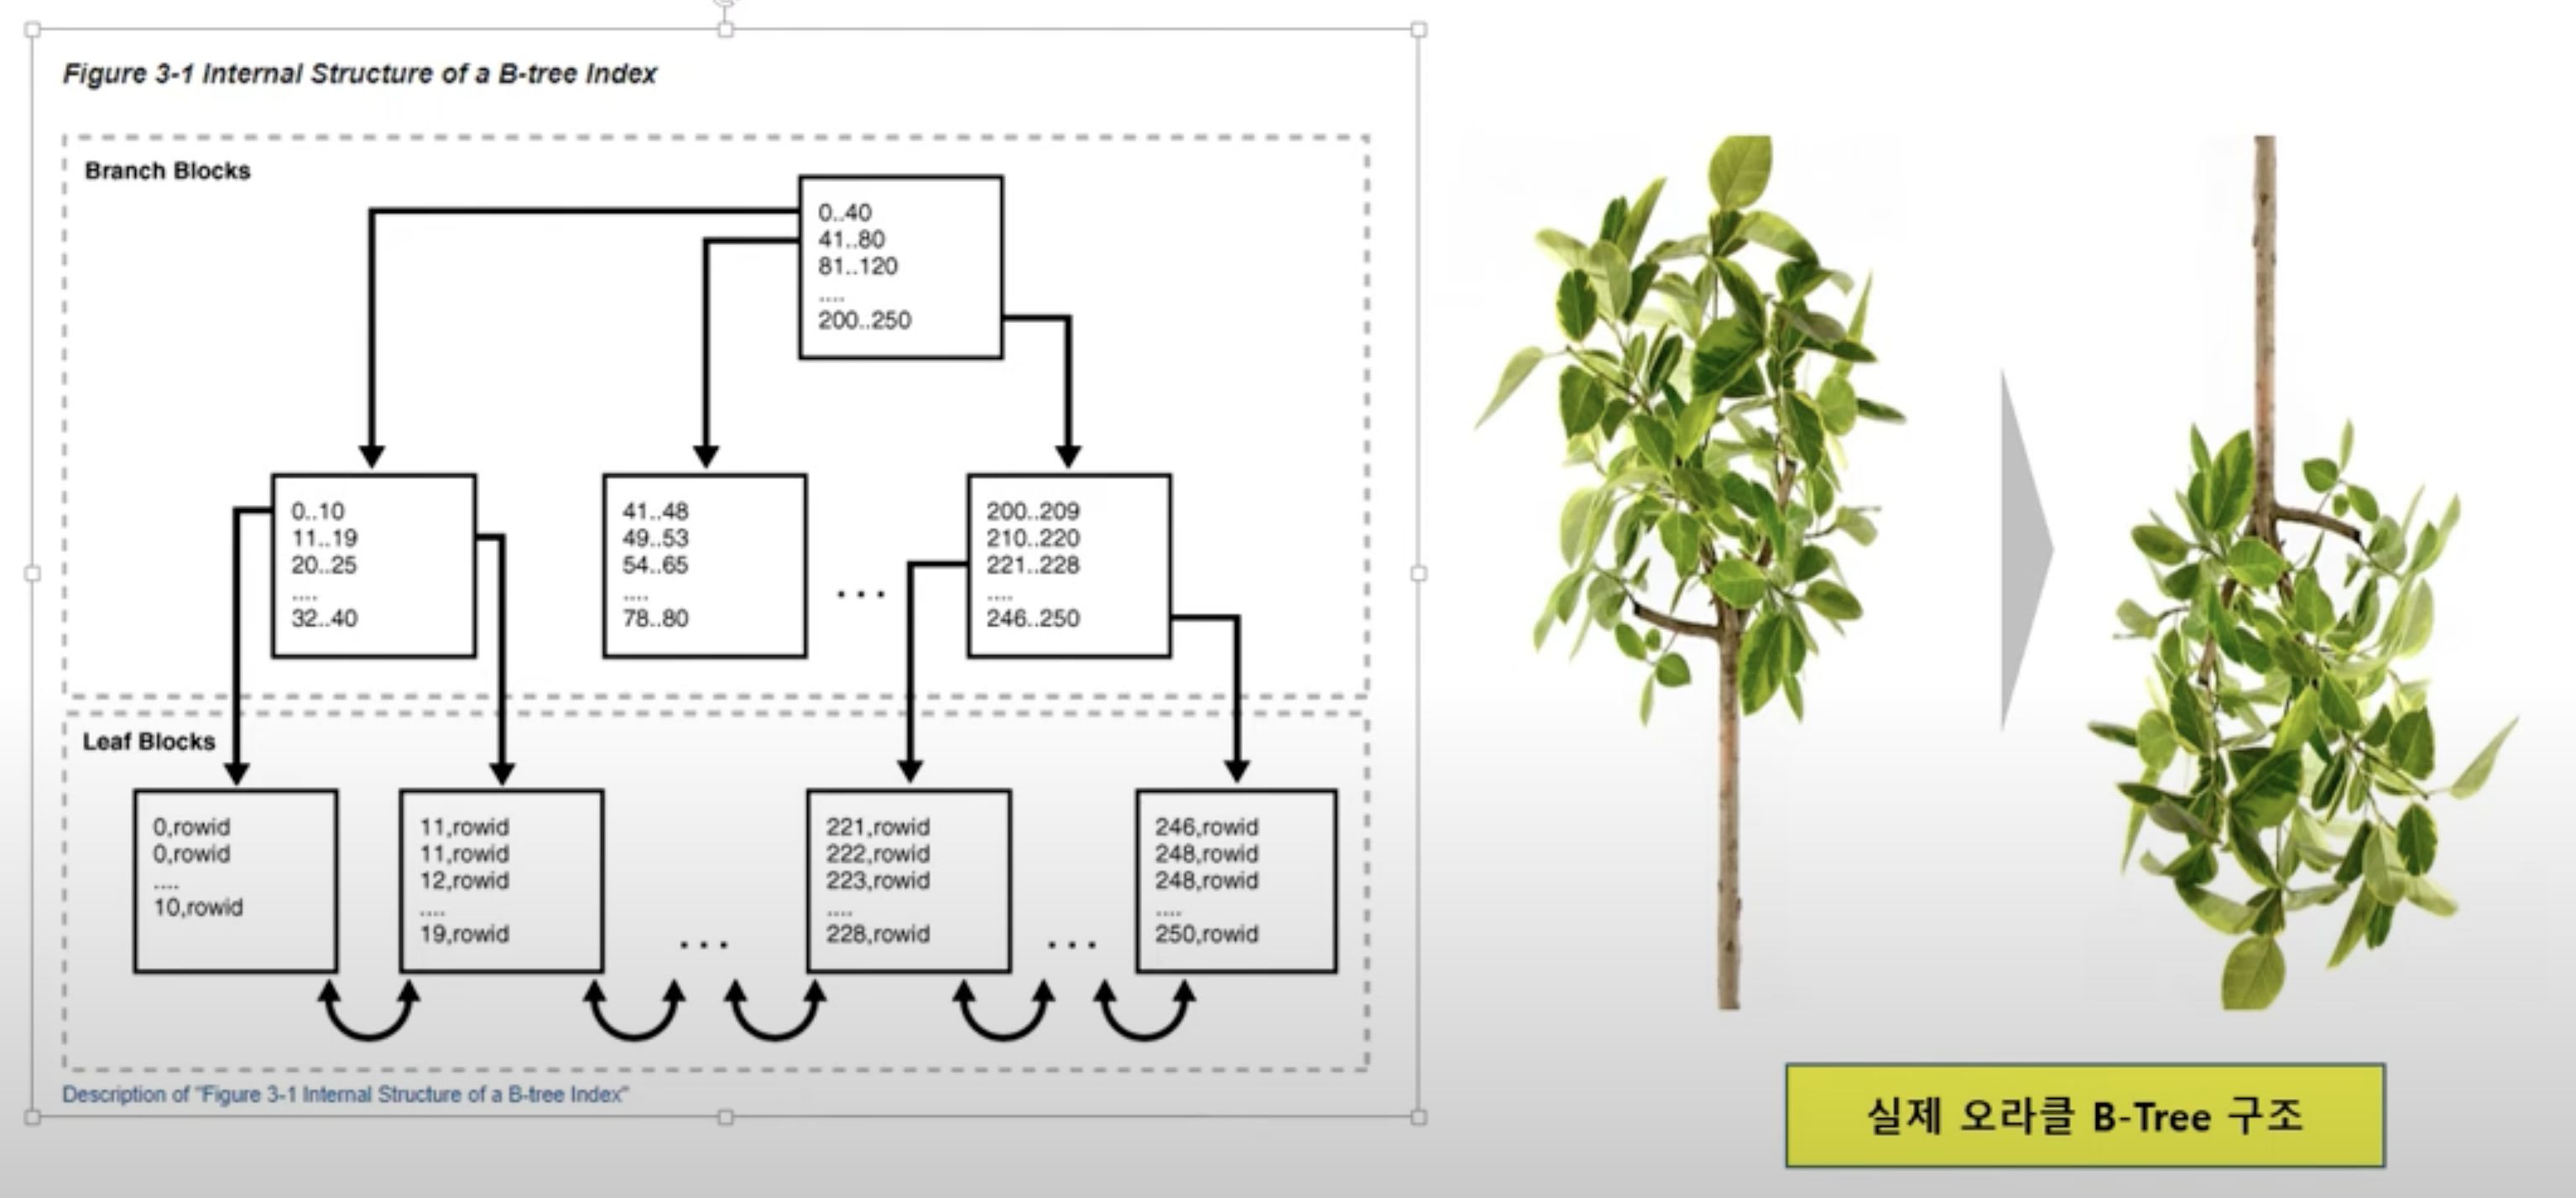 Figure 3-1 Internal Structure of a B-tree Index
Branch Blocks
0..40
41..80
81..120
....
200..250
0..10
11..19
20..25
....
32..40
41..48
49..53
54..65
....
78..80
...
200..209
210..220
221..228
....
246..250
Leaf Blocks
0,rowid
0,rowid
....
10,rowid
11,rowid
11,rowid
12,rowid
....
19,rowid
...
221,rowid
222,rowid
223,rowid
....
228,rowid
...
246,rowid
248,rowid
248,rowid
....
250,rowid
Description of "Figure 3-1 Internal Structure of a B-tree Index"
실제 오라클 B-Tree 구조